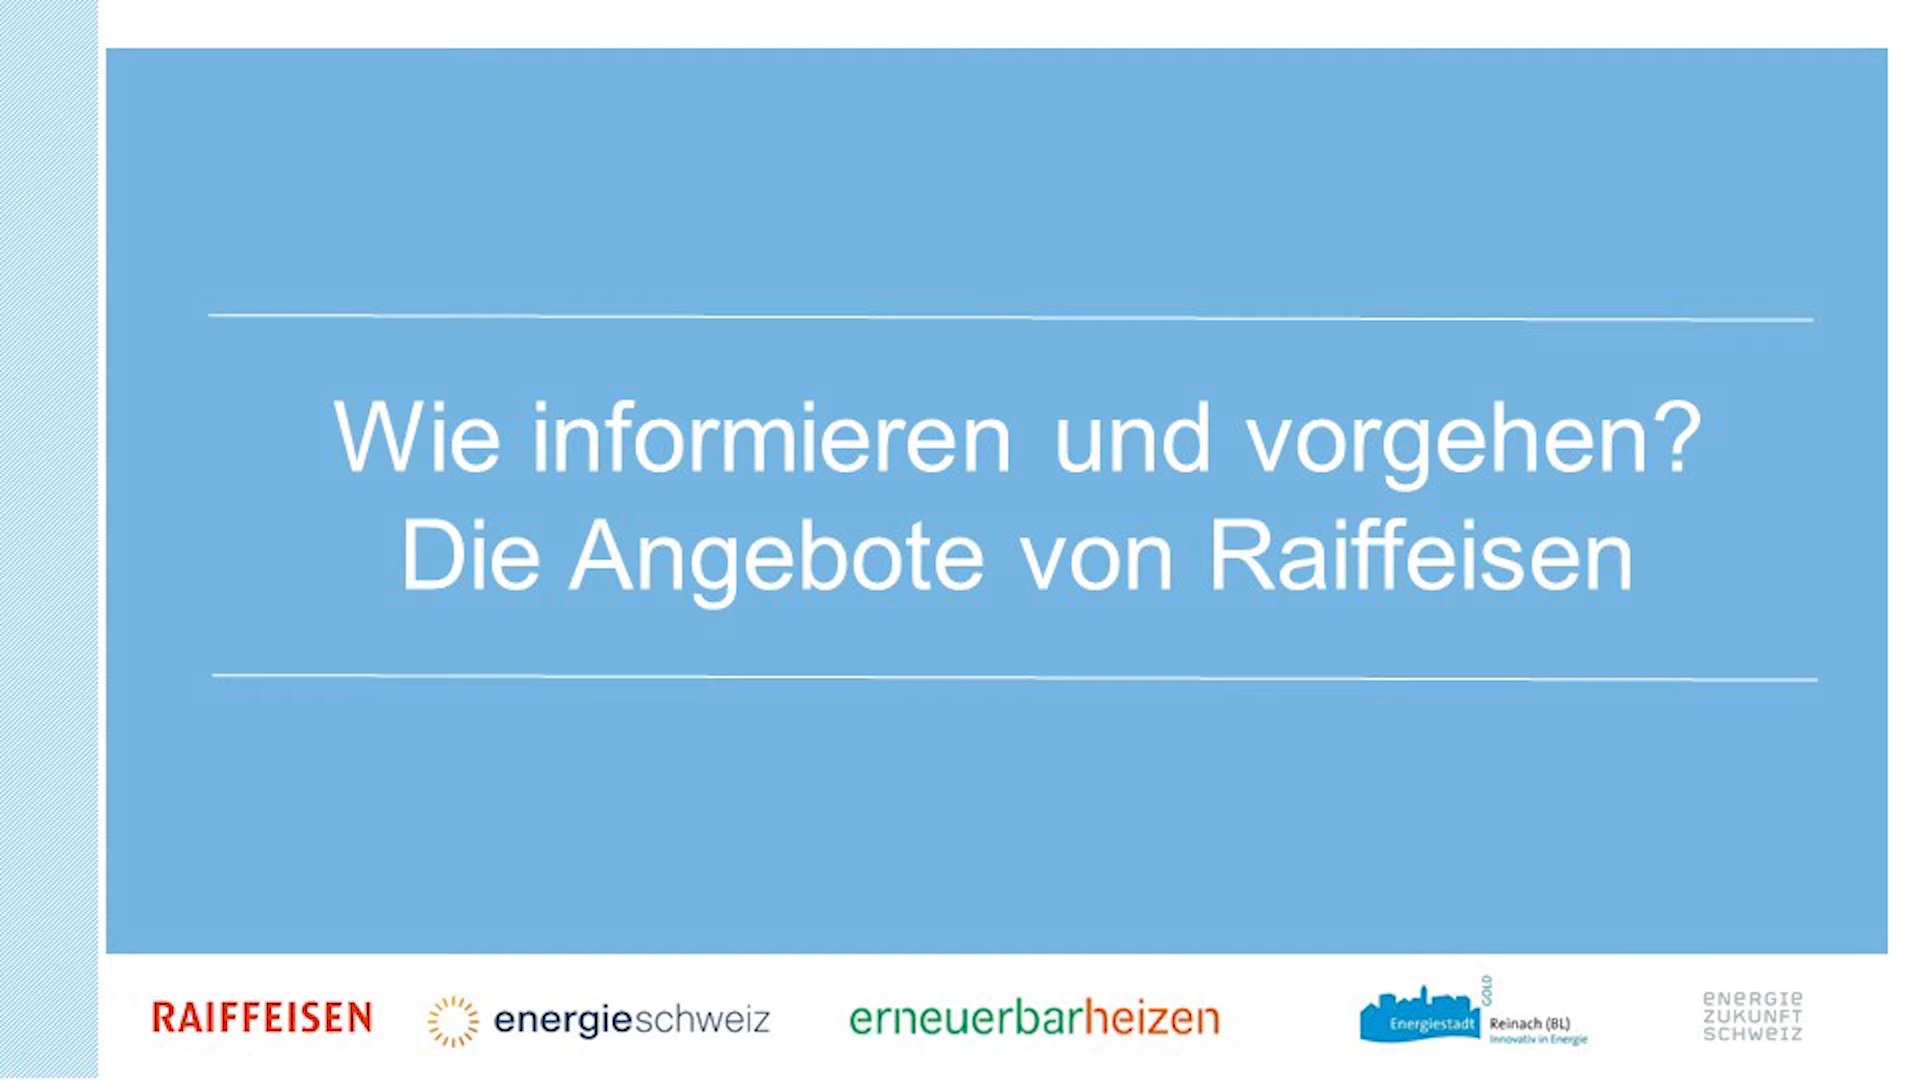 Wie informieren und vorgehen?
Die Angebote von Raiffeisen
RAIFFEISEN
energieschweiz
erneuerbarheizen
Energiestadt
GOLD
Reinach (BL)
Innovativ in Energie
ENERGIE
ZUKUNFT
SCHWEIZ